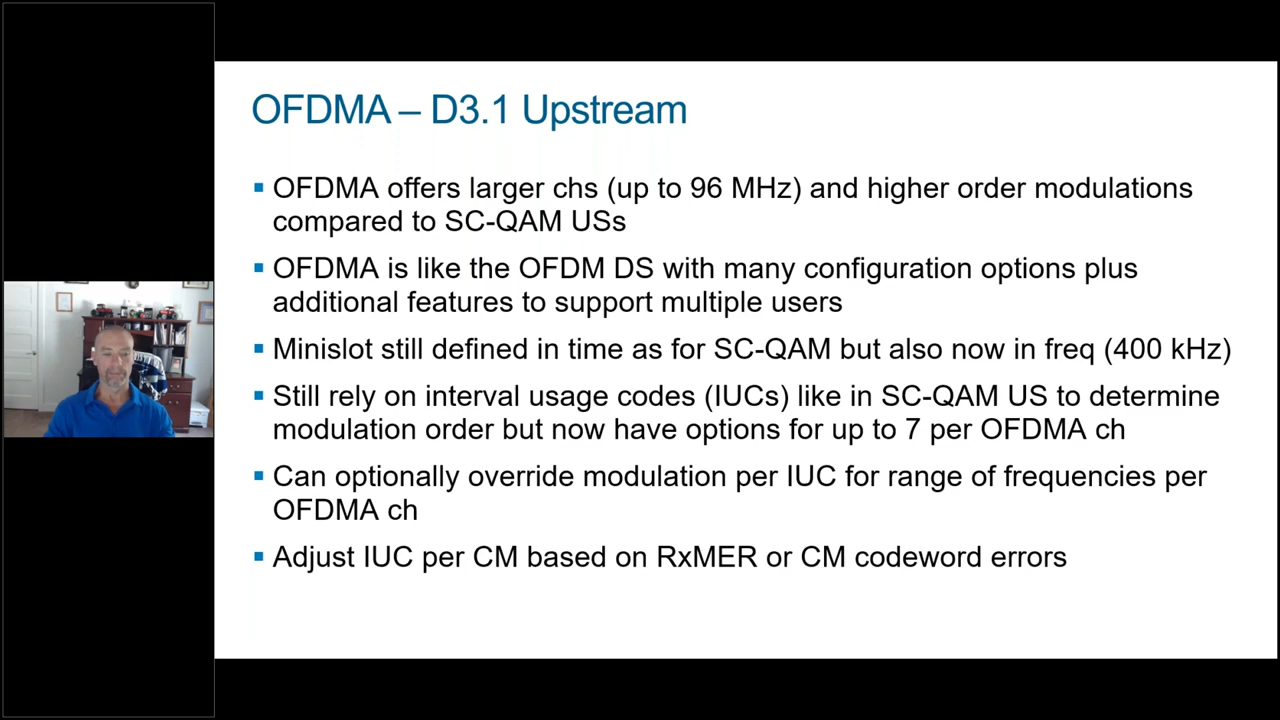 OFDMA – D3.1 Upstream
▪ OFDMA offers larger chs (up to 96 MHz) and higher order modulations
compared to SC-QAM USs
▪ OFDMA is like the OFDM DS with many configuration options plus
additional features to support multiple users
▪ Minislot still defined in time as for SC-QAM but also now in freq (400 kHz)
▪ Still rely on interval usage codes (IUCs) like in SC-QAM US to determine
modulation order but now have options for up to 7 per OFDMA ch
▪ Can optionally override modulation per IUC for range of frequencies per
OFDMA ch
▪ Adjust IUC per CM based on RxMER or CM codeword errors